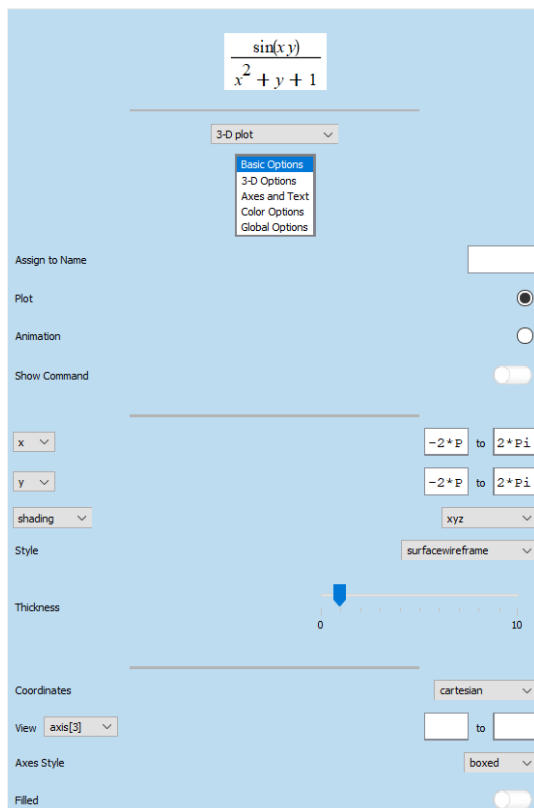 sin(x y)
x² + y + 1
3-D plot
Basic Options
3-D Options
Axes and Text
Color Options
Global Options
Assign to Name
Plot
Animation
Show Command
x -2*P to 2*Pi
y -2*P to 2*Pi
shading xyz
Style surfacewireframe
Thickness
0 10
Coordinates cartesian
View axis[3] to
Axes Style boxed
Filled